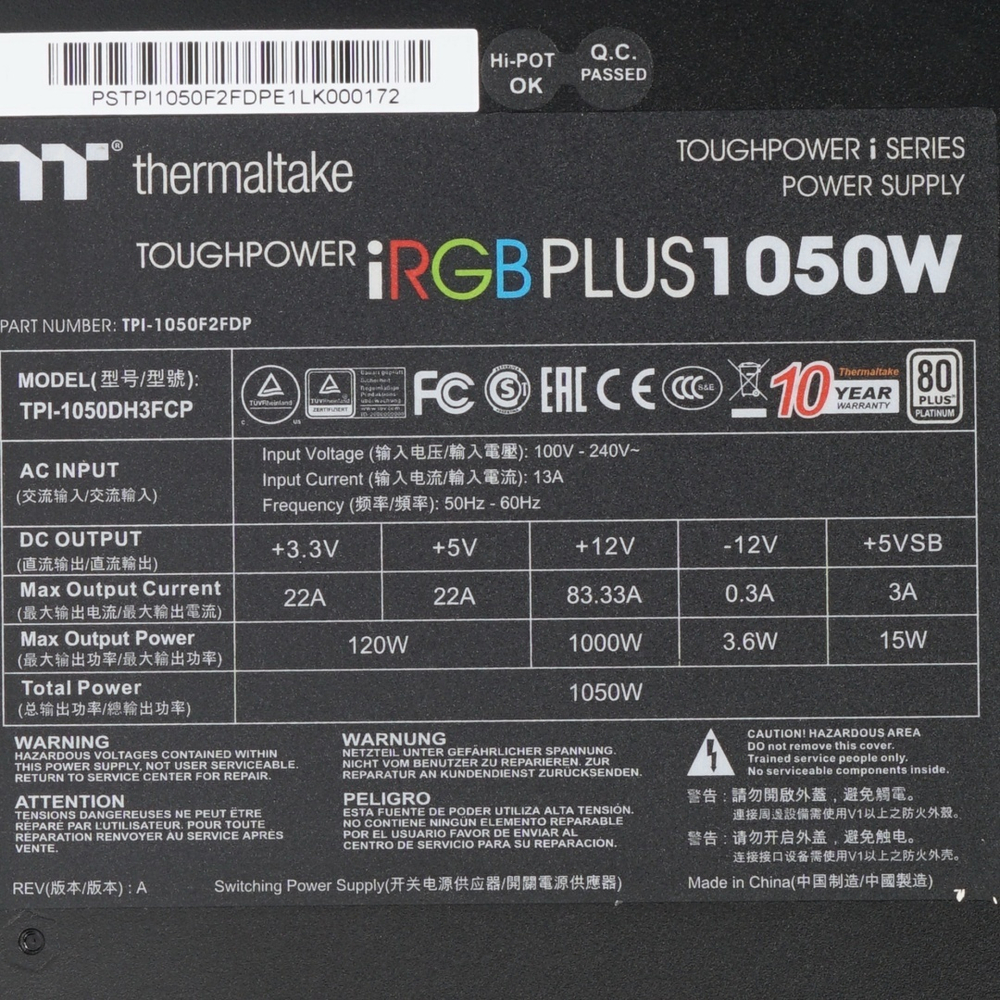 PSTPI1050F2FDPE1LK000172
Hi-POT
OK
Q.C.
PASSED
thermaltake
TOUGHPOWER i SERIES
POWER SUPPLY
TOUGHPOWER iRGB PLUS 1050W
PART NUMBER: TPI-1050F2FDP
MODEL(型号/型號):
TPI-1050DH3FCP
TÜVRheinland
FC
S
EAC
CE
CCC S&E
10 YEAR WARRANTY
Thermaltake
80 PLUS PLATINUM
AC INPUT
(交流输入/交流輸入)
Input Voltage (输入电压/輸入電壓): 100V - 240V~
Input Current (输入电流/輸入電流): 13A
Frequency (频率/頻率): 50Hz - 60Hz
DC OUTPUT
(直流输出/直流輸出)
+3.3V +5V +12V -12V +5VSB
Max Output Current
(最大输出电流/最大輸出電流)
22A 22A 83.33A 0.3A 3A
Max Output Power
(最大输出功率/最大輸出功率)
120W 1000W 3.6W 15W
Total Power
(总输出功率/總輸出功率)
1050W
WARNING
HAZARDOUS VOLTAGES CONTAINED WITHIN
THIS POWER SUPPLY, NOT USER SERVICEABLE.
RETURN TO SERVICE CENTER FOR REPAIR.
ATTENTION
TENSIONS DANGEREUSES NE PEUT ËTRE
RÉPARÉ PAR L'UTILISATEUR. POUR TOUTE
RÉPARATION RENVOYER AU SERVICE APRÉS
VENTE.
WARNUNG
NETZTEIL UNTER GEFÄHRLICHER SPANNUNG.
NICHT VOM BENUTZER ZU REPARIEREN. ZUR
REPARATUR AN KUNDENDIENST ZURÜCKSENDEN.
PELIGRO
ESTA FUENTE DE PODER UTILIZA ALTA TENSIÓN.
NO CONTIENE NINGÚN ELEMENTO REPARABLE
POR EL USUARIO FAVOR DE ENVIAR AL
CENTRO DE SERVICIO PARA SU REPARACIÓN.
CAUTION! HAZARDOUS AREA
DO not remove this cover.
Trained service people only.
No serviceable components inside.
警告：請勿開啟外蓋，避免觸電。
連接周邊設備需使用V1以上之防火外殼。
警告：请勿开启外盖，避免触电。
连接接口设备需使用V1以上之防火外壳。
REV(版本/版本) : A
Switching Power Supply(开关电源供应器/開關電源供應器)
Made in China(中国制造/中國製造)